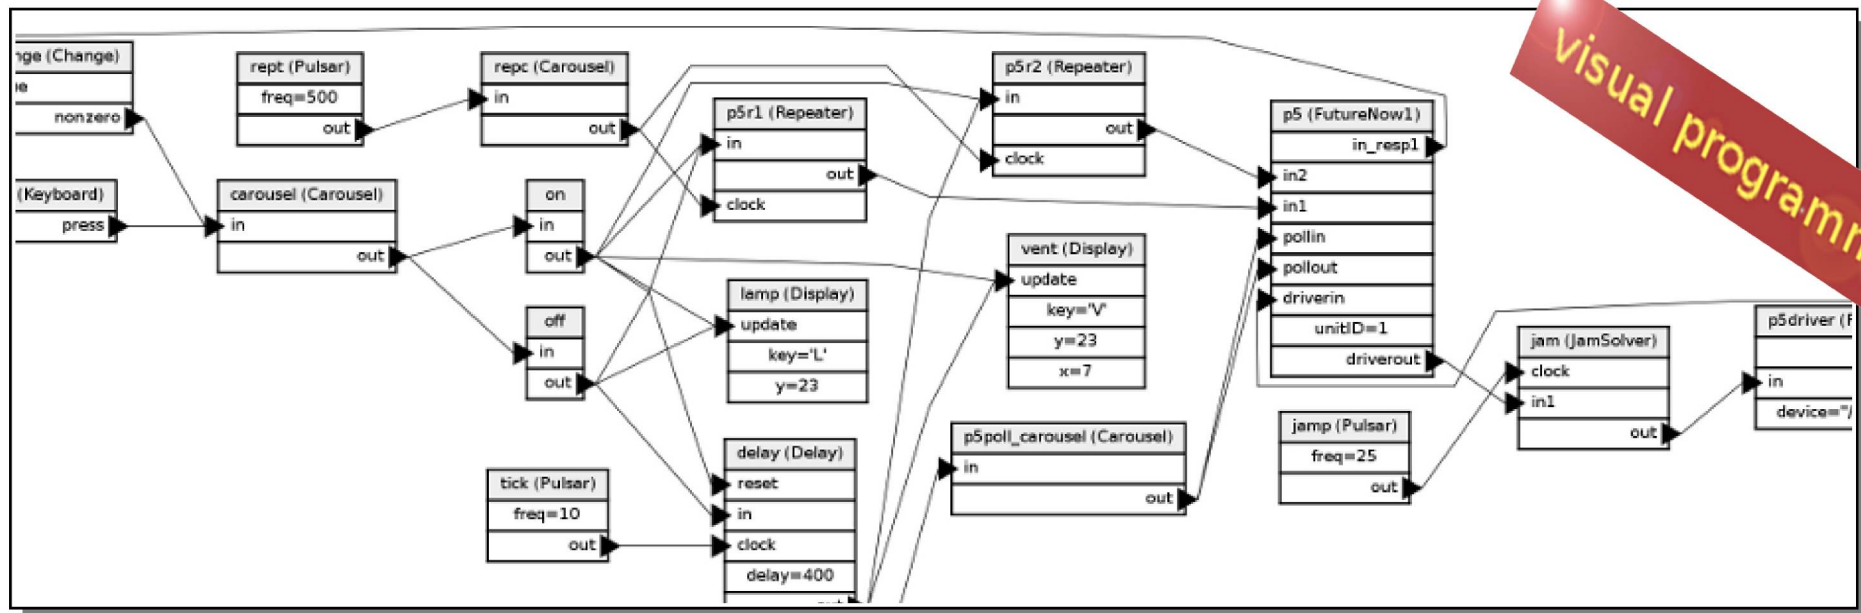 nge (Change)
nonzero
(Keyboard)
press
rept (Pulsar)
freq=500
out
repc (Carousel)
in
out
carousel (Carousel)
in
out
on
in
out
off
in
out
tick (Pulsar)
freq=10
out
p5r1 (Repeater)
in
out
clock
lamp (Display)
update
key='L'
y=23
delay (Delay)
reset
in
clock
delay=400
p5r2 (Repeater)
in
out
clock
vent (Display)
update
key='V'
y=23
x=7
p5poll_carousel (Carousel)
in
out
p5 (FutureNow1)
in_resp1
in2
in1
pollin
pollout
driverin
unitID=1
driverout
jamp (Pulsar)
freq=25
out
jam (JamSolver)
clock
in1
out
p5driver (F
in
device="/
visual programm